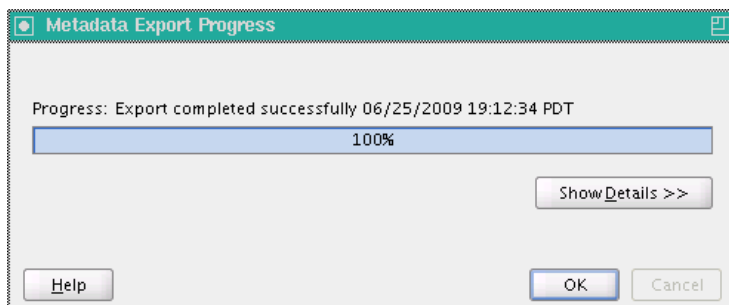 Metadata Export Progress
Progress: Export completed successfully 06/25/2009 19:12:34 PDT
100%
Show Details >>
Help
OK
Cancel